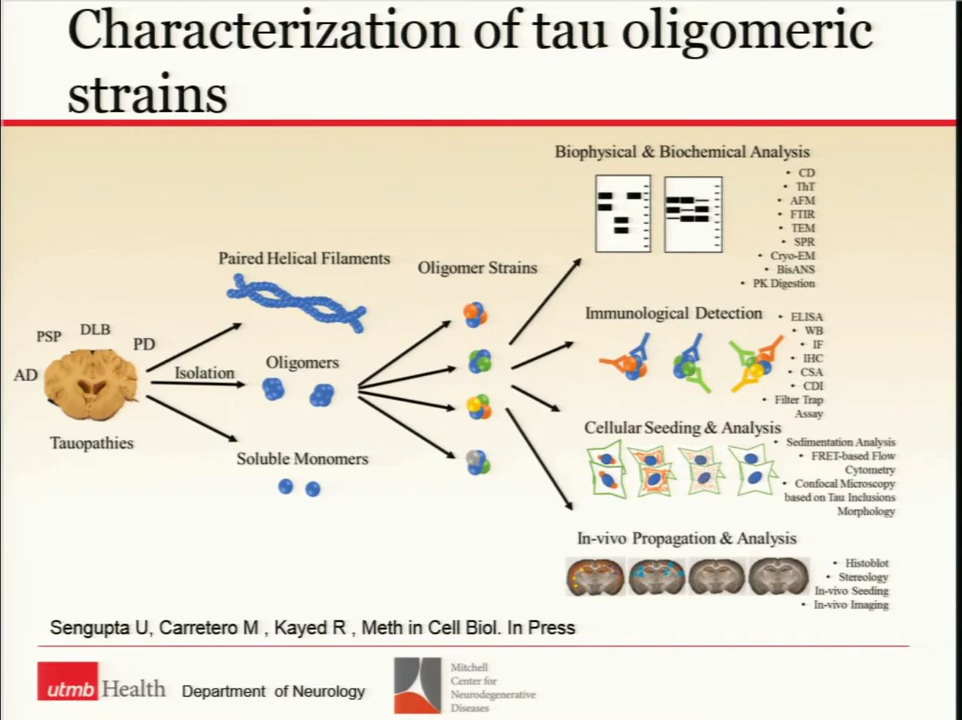 Characterization of tau oligomeric
strains
Biophysical & Biochemical Analysis
• CD
• ThT
• AFM
• FTIR
• TEM
• SPR
• Cryo-EM
• BisANS
• PK Digestion
Paired Helical Filaments
Oligomer Strains
Immunological Detection
• ELISA
• WB
• IF
• IHC
• CSA
• CDI
• Filter Trap
Assay
PSP
DLB
PD
AD
Isolation
Oligomers
Tauopathies
Soluble Monomers
Cellular Seeding & Analysis
• Sedimentation Analysis
• FRET-based Flow
Cytometry
• Confocal Microscopy
based on Tau Inclusions
Morphology
In-vivo Propagation & Analysis
• Histoblot
• Stereology
In-vivo Seeding
• In-vivo Imaging
Sengupta U, Carretero M , Kayed R , Meth in Cell Biol. In Press
utmb Health
Department of Neurology
Mitchell
Center for
Neurodegenerative
Diseases